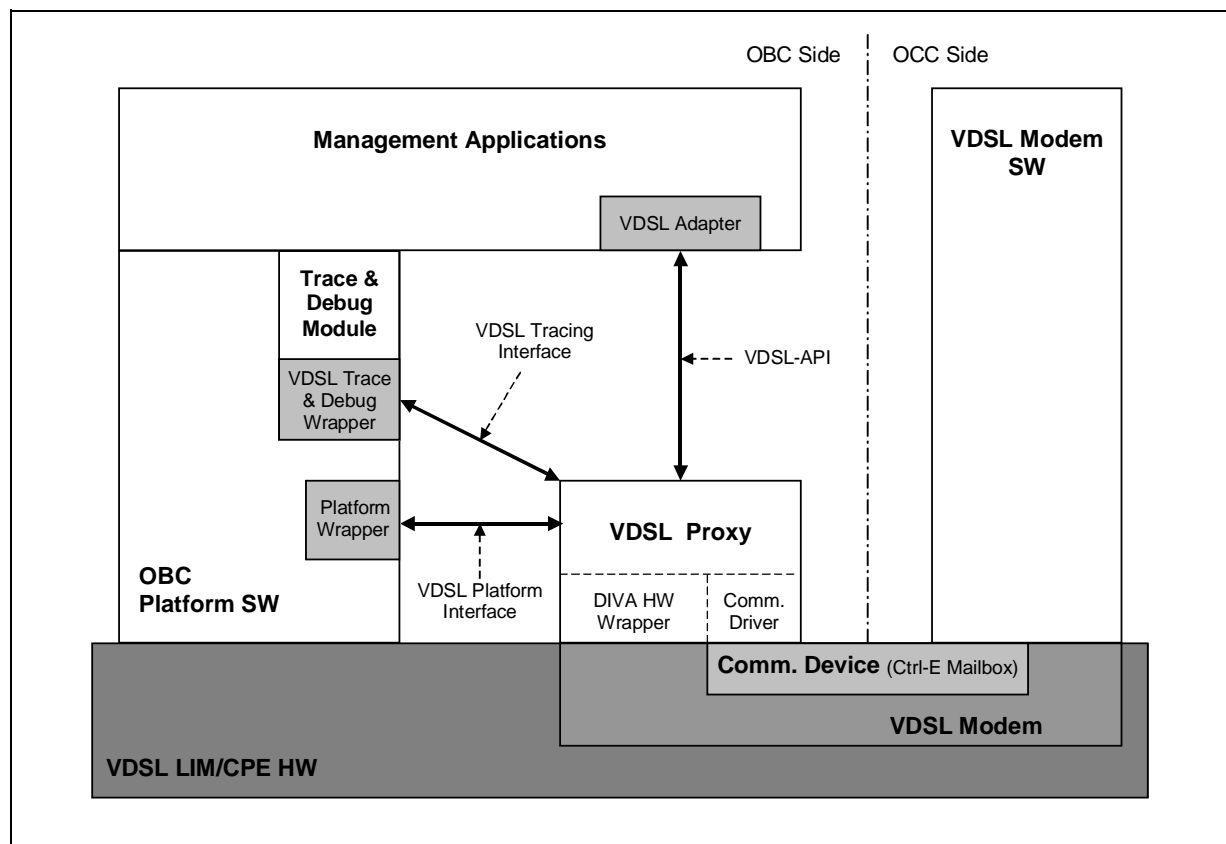 OBC Side
OCC Side
Management Applications
VDSL Modem
SW
VDSL Adapter
Trace &
Debug
Module
VDSL Tracing
Interface
VDSL-API
VDSL Trace
& Debug
Wrapper
Platform
Wrapper
VDSL Proxy
OBC
Platform SW
VDSL Platform
Interface
DIVA HW
Wrapper
Comm.
Driver
Comm. Device (Ctrl-E Mailbox)
VDSL Modem
VDSL LIM/CPE HW